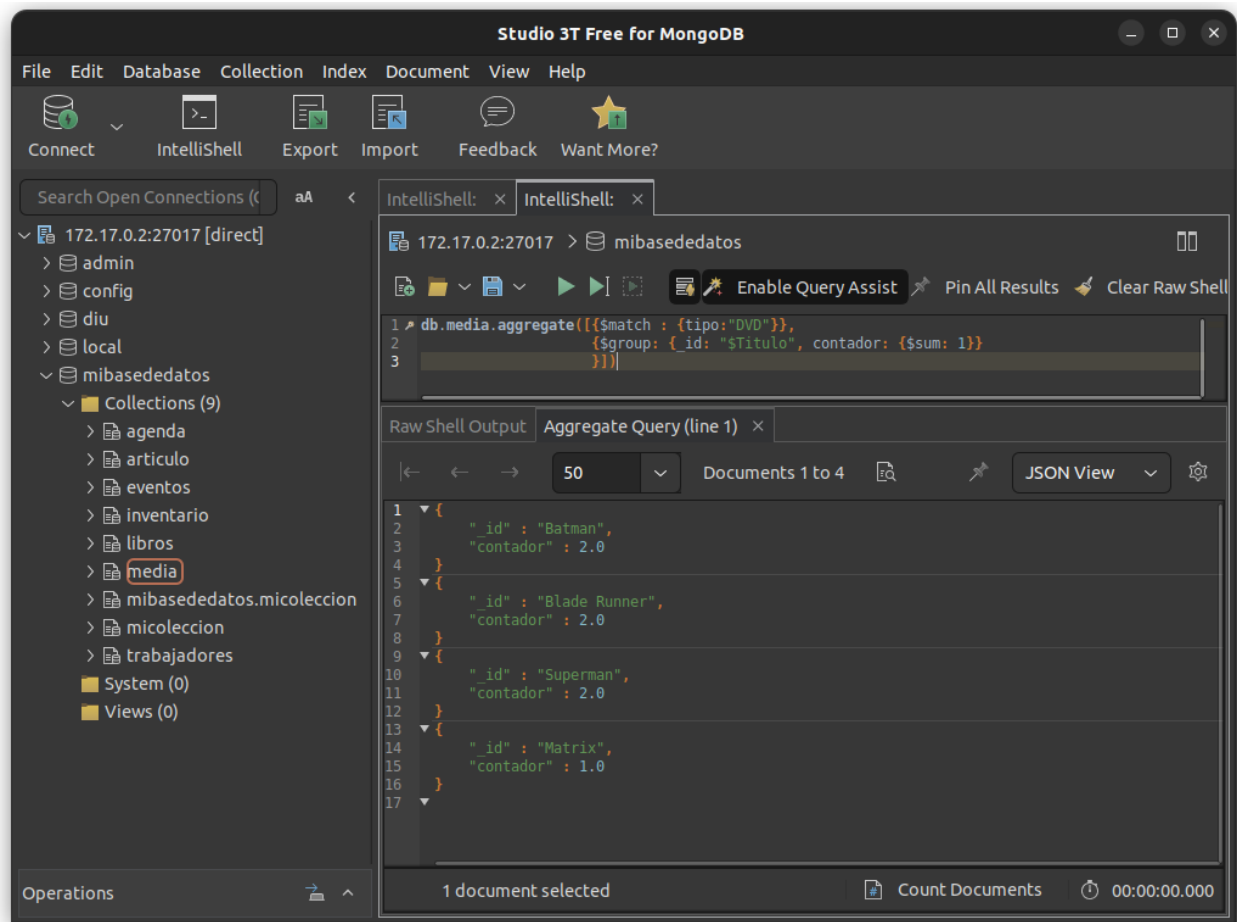 Studio 3T Free for MongoDB
File Edit Database Collection Index Document View Help
Connect IntelliShell Export Import Feedback Want More?
Search Open Connections (C aA
IntelliShell: × IntelliShell: ×
172.17.0.2:27017 [direct]
admin
config
diu
local
mibasededatos
Collections (9)
agenda
articulo
eventos
inventario
libros
media
mibasededatos.micoleccion
micoleccion
trabajadores
System (0)
Views (0)
Operations
172.17.0.2:27017 > mibasededatos
Enable Query Assist Pin All Results Clear Raw Shell
1 db.media.aggregate([{$match : {tipo:"DVD"}},
2 {$group: {_id: "$Titulo", contador: {$sum: 1}}
3 }])
Raw Shell Output Aggregate Query (line 1) ×
50 Documents 1 to 4 JSON View
1 {
2 "_id" : "Batman",
3 "contador" : 2.0
4 }
5 {
6 "_id" : "Blade Runner",
7 "contador" : 2.0
8 }
9 {
10 "_id" : "Superman",
11 "contador" : 2.0
12 }
13 {
14 "_id" : "Matrix",
15 "contador" : 1.0
16 }
17
1 document selected Count Documents 00:00:00.000